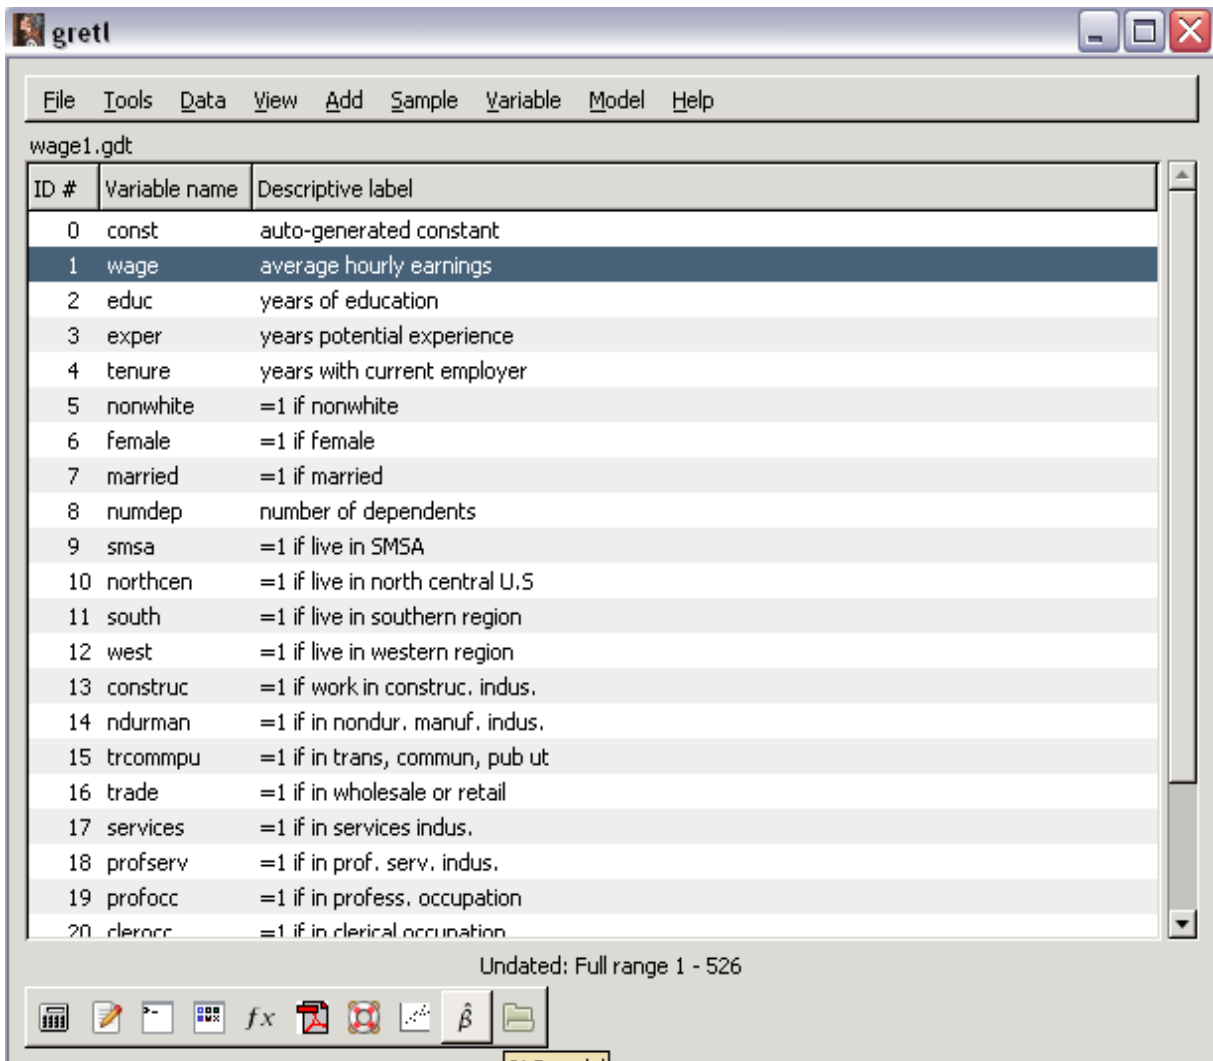 gretl
File Tools Data View Add Sample Variable Model Help
wage1.gdt
ID # Variable name Descriptive label
0 const auto-generated constant
1 wage average hourly earnings
2 educ years of education
3 exper years potential experience
4 tenure years with current employer
5 nonwhite =1 if nonwhite
6 female =1 if female
7 married =1 if married
8 numdep number of dependents
9 smsa =1 if live in SMSA
10 northcen =1 if live in north central U.S
11 south =1 if live in southern region
12 west =1 if live in western region
13 construc =1 if work in construc. indus.
14 ndurman =1 if in nondur. manuf. indus.
15 trcommpu =1 if in trans, commun, pub ut
16 trade =1 if in wholesale or retail
17 services =1 if in services indus.
18 profserv =1 if in prof. serv. indus.
19 profocc =1 if in profess. occupation
20 clerocc =1 if in clerical occupation
Undated: Full range 1 - 526
fx β̂